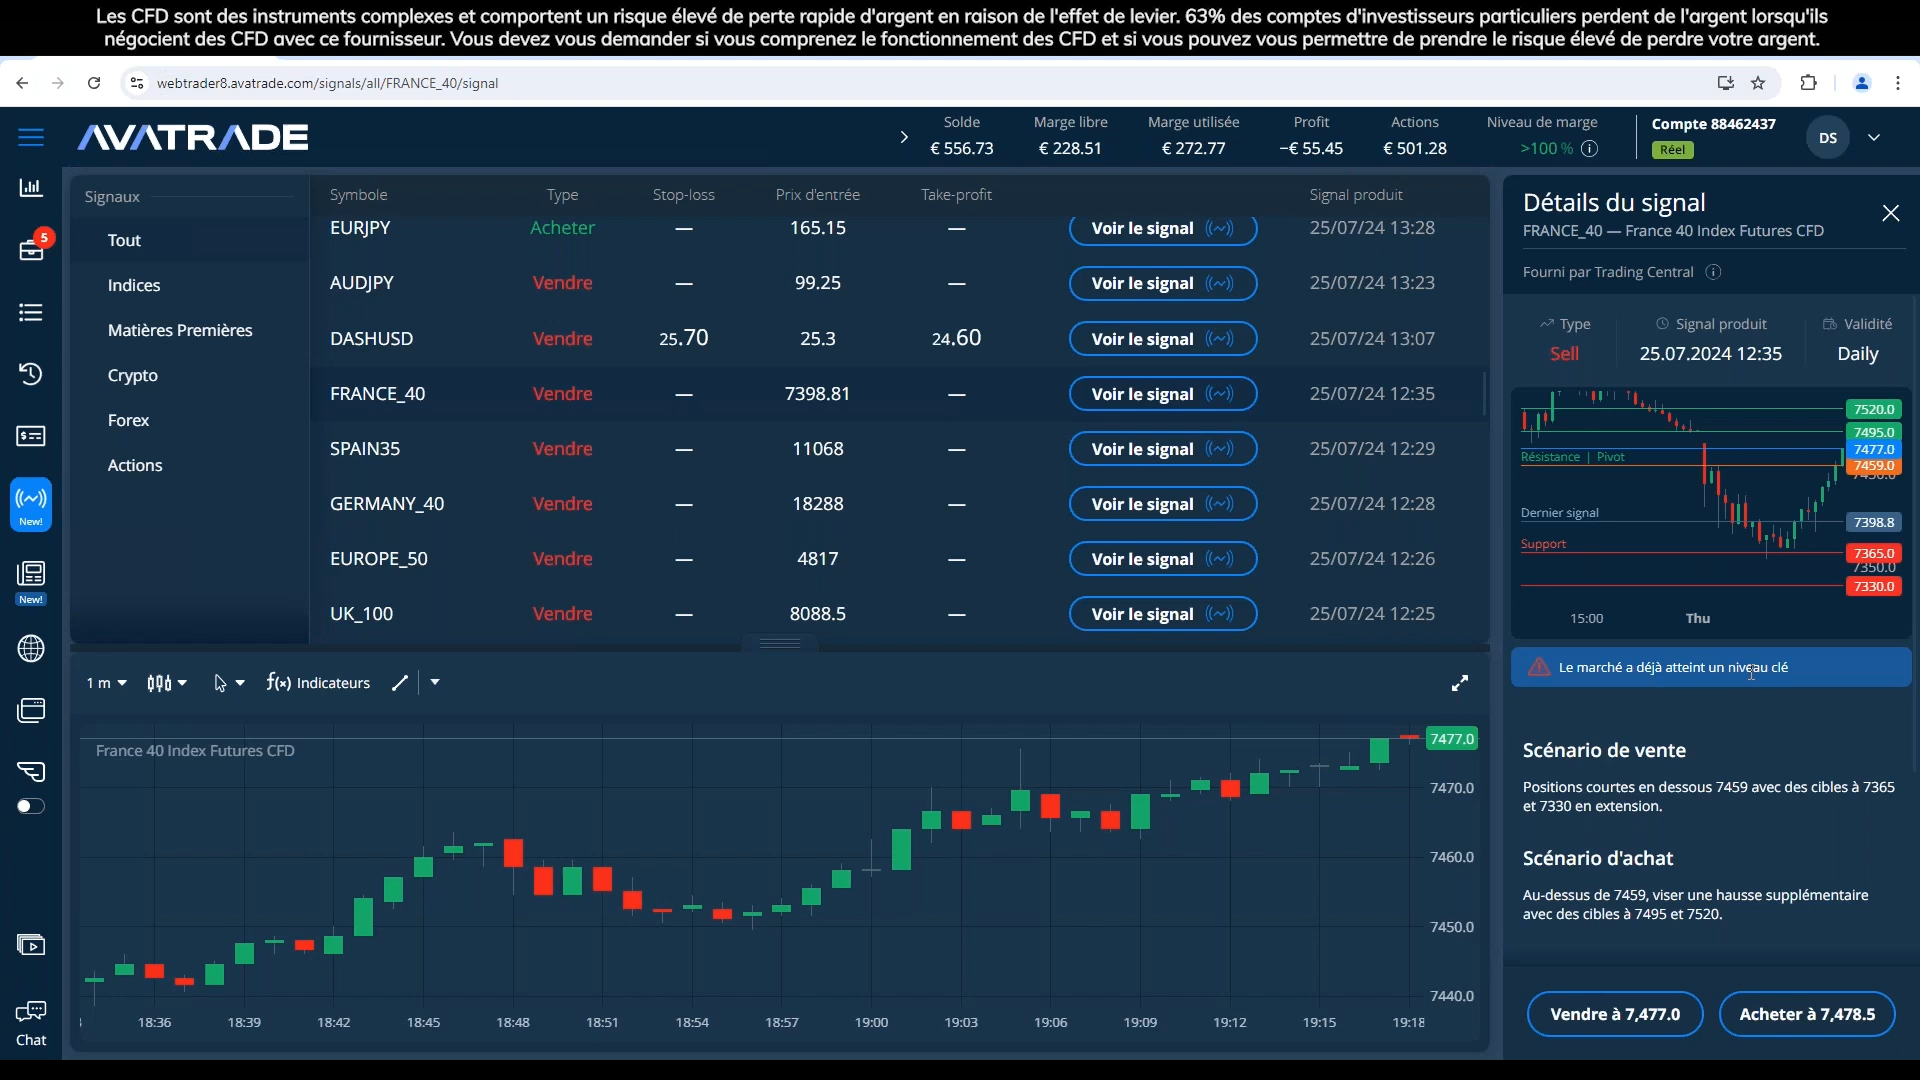 Les CFD sont des instruments complexes et comportent un risque élevé de perte rapide d'argent en raison de l'effet de levier. 63% des comptes d'investisseurs particuliers perdent de l'argent lorsqu'ils
négocient des CFD avec ce fournisseur. Vous devez vous demander si vous comprenez le fonctionnement des CFD et si vous pouvez vous permettre de prendre le risque élevé de perdre votre argent.
webtrader8.avatrade.com/signals/all/FRANCE_40/signal
AVATRADE
Solde Marge libre Marge utilisée Profit Actions Niveau de marge
€ 556.73 € 228.51 € 272.77 −€ 55.45 € 501.28 >100 %
Compte 88462437
Réel
DS
5
New!
New!
Chat
Signaux
Tout
Indices
Matières Premières
Crypto
Forex
Actions
Symbole Type Stop-loss Prix d'entrée Take-profit Signal produit
EURJPY Acheter — 165.15 — Voir le signal 25/07/24 13:28
AUDJPY Vendre — 99.25 — Voir le signal 25/07/24 13:23
DASHUSD Vendre 25.70 25.3 24.60 Voir le signal 25/07/24 13:07
FRANCE_40 Vendre — 7398.81 — Voir le signal 25/07/24 12:35
SPAIN35 Vendre — 11068 — Voir le signal 25/07/24 12:29
GERMANY_40 Vendre — 18288 — Voir le signal 25/07/24 12:28
EUROPE_50 Vendre — 4817 — Voir le signal 25/07/24 12:26
UK_100 Vendre — 8088.5 — Voir le signal 25/07/24 12:25
1 m f(x) Indicateurs
France 40 Index Futures CFD
7477.0
7470.0
7460.0
7450.0
7440.0
18:36 18:39 18:42 18:45 18:48 18:51 18:54 18:57 19:00 19:03 19:06 19:09 19:12 19:15 19:18
Détails du signal
FRANCE_40 — France 40 Index Futures CFD
Fourni par Trading Central
Type Signal produit Validité
Sell 25.07.2024 12:35 Daily
7520.0
7495.0
7477.0
Résistance | Pivot
7459.0
Dernier signal
7398.8
Support
7365.0
7350.0
7330.0
15:00 Thu
Le marché a déjà atteint un niveau clé
Scénario de vente
Positions courtes en dessous 7459 avec des cibles à 7365
et 7330 en extension.
Scénario d'achat
Au-dessus de 7459, viser une hausse supplémentaire
avec des cibles à 7495 et 7520.
Vendre à 7,477.0 Acheter à 7,478.5